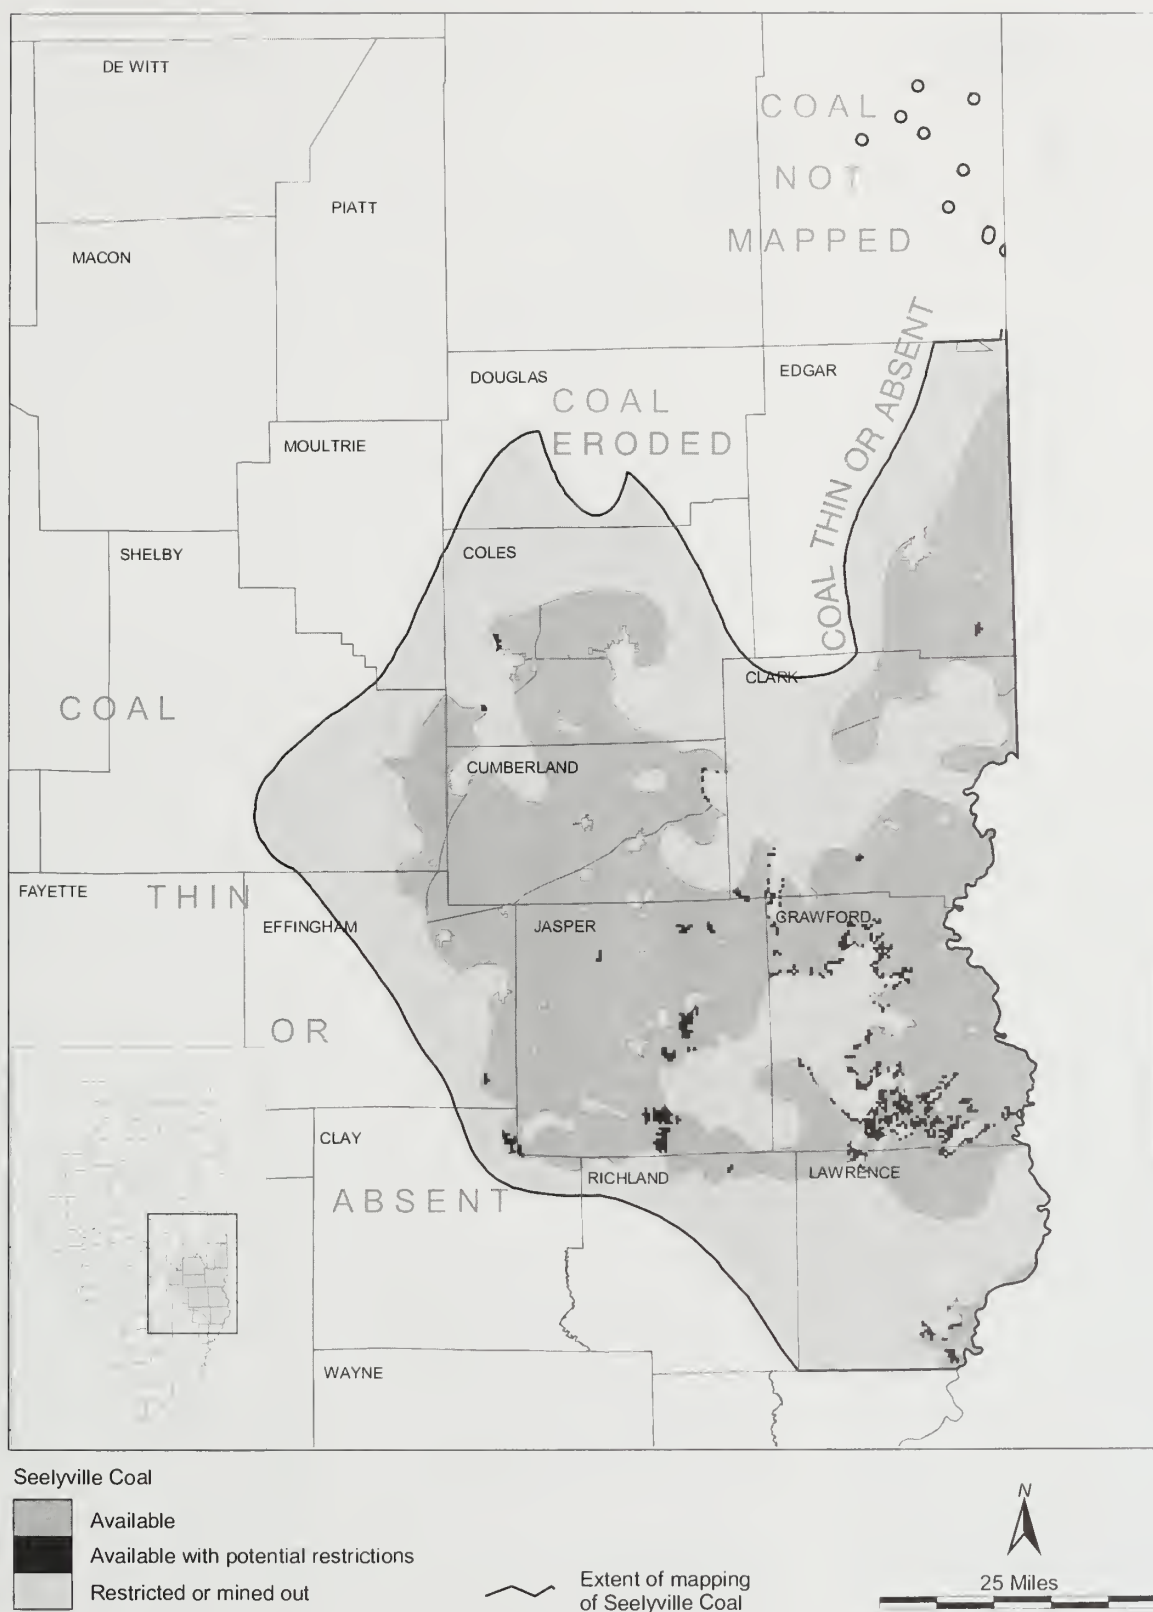 DE WITT
COAL
NOT
MAPPED
PIATT
MACON
DOUGLAS
EDGAR
COAL
ERODED
COAL THIN OR ABSENT
MOULTRIE
SHELBY
COLES
CLARK
COAL
CUMBERLAND
FAYETTE
THIN
EFFINGHAM
JASPER
CRAWFORD
OR
CLAY
ABSENT
RICHLAND
LAWRENCE
WAYNE
Seelyville Coal
Available
Available with potential restrictions
Restricted or mined out
Extent of mapping
of Seelyville Coal
N
25 Miles